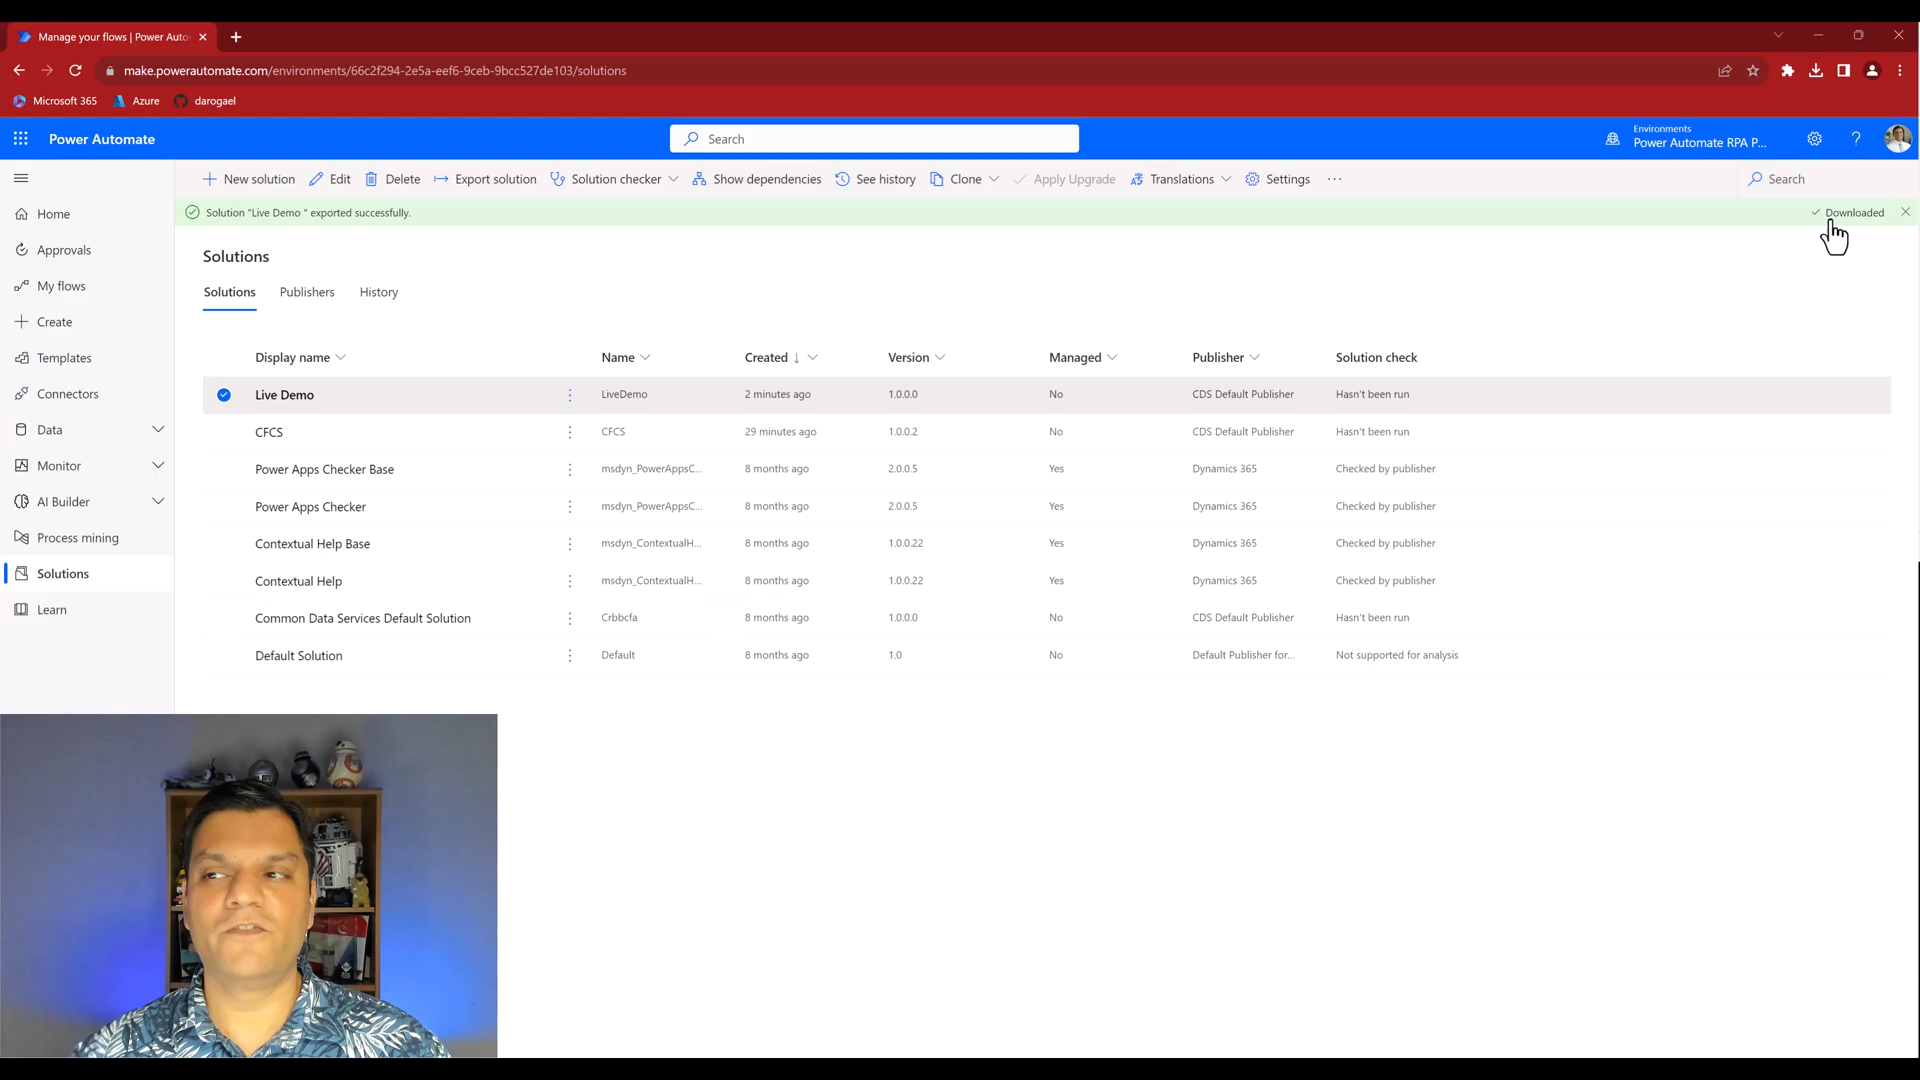 Manage your flows | Power Auto
make.powerautomate.com/environments/66c2f294-2e5a-eef6-9ceb-9bcc527de103/solutions
Microsoft 365 Azure darogael
Power Automate Search Environments Power Automate RPA P...
New solution Edit Delete Export solution Solution checker Show dependencies See history Clone Apply Upgrade Translations Settings ... Search
Solution "Live Demo " exported successfully. Downloaded
Home
Approvals
My flows
Create
Templates
Connectors
Data
Monitor
AI Builder
Process mining
Solutions
Learn
Solutions
Solutions Publishers History
Display name Name Created ↓ Version Managed Publisher Solution check
Live Demo LiveDemo 2 minutes ago 1.0.0.0 No CDS Default Publisher Hasn't been run
CFCS CFCS 29 minutes ago 1.0.0.2 No CDS Default Publisher Hasn't been run
Power Apps Checker Base msdyn_PowerAppsC... 8 months ago 2.0.0.5 Yes Dynamics 365 Checked by publisher
Power Apps Checker msdyn_PowerAppsC... 8 months ago 2.0.0.5 Yes Dynamics 365 Checked by publisher
Contextual Help Base msdyn_ContextualH... 8 months ago 1.0.0.22 Yes Dynamics 365 Checked by publisher
Contextual Help msdyn_ContextualH... 8 months ago 1.0.0.22 Yes Dynamics 365 Checked by publisher
Common Data Services Default Solution Crbbcfa 8 months ago 1.0.0.0 No CDS Default Publisher Hasn't been run
Default Solution Default 8 months ago 1.0 No Default Publisher for... Not supported for analysis